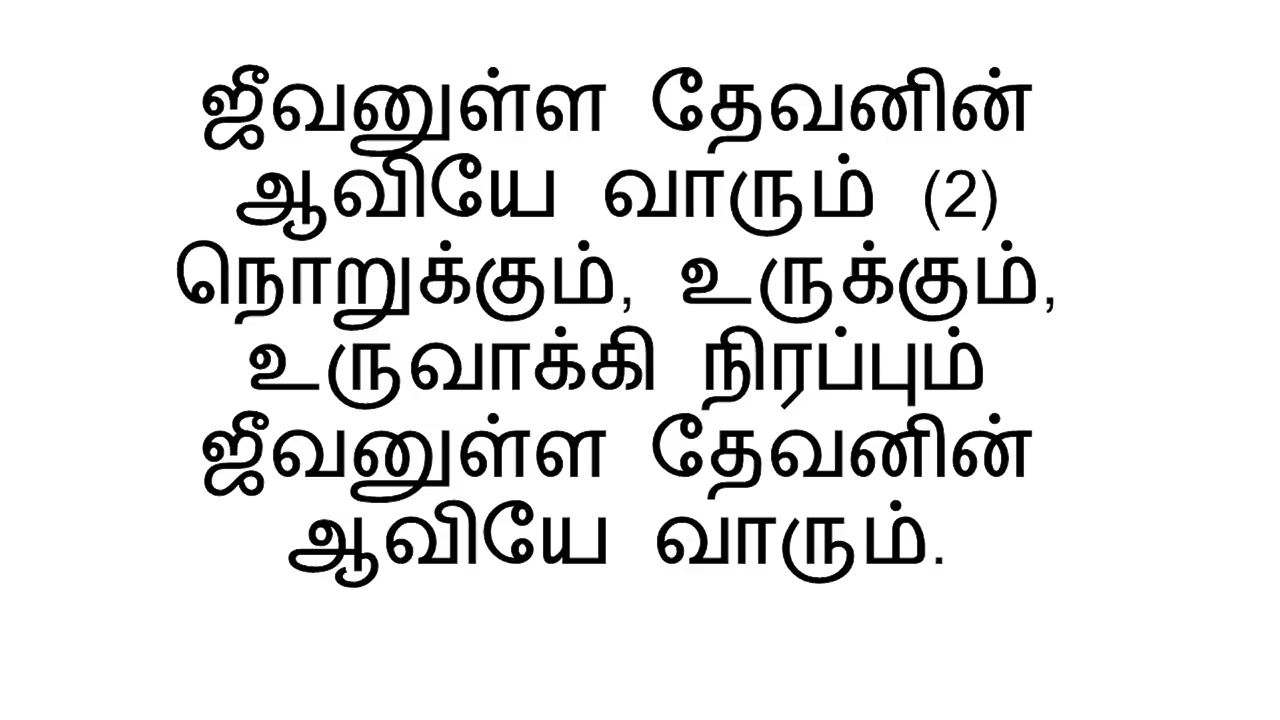 ஜீவனுள்ள தேவனின்
ஆவியே வாரும் (2)
நொறுக்கும், உருக்கும்,
உருவாக்கி நிரப்பும்
ஜீவனுள்ள தேவனின்
ஆவியே வாரும்.